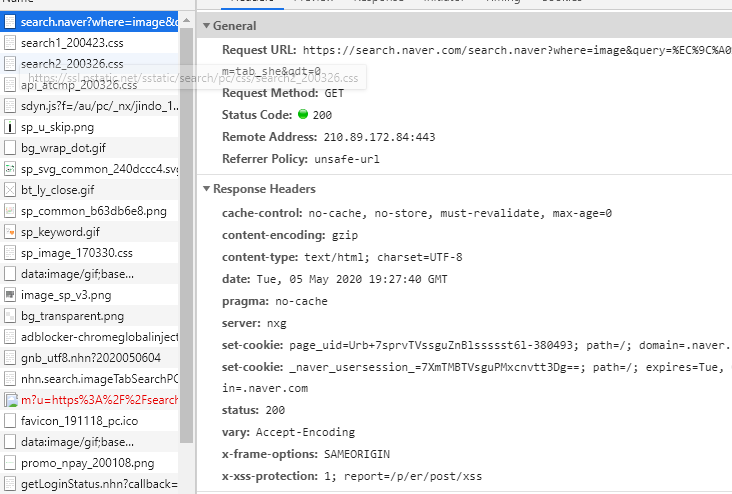 search.naver?where=image&q
search1_200423.css
search2_200326.css
https://ssl.pstatic.net/sstatic/search/pc/css/search2_200326.css
api_atcmp_200326.css
sdyn.js?f=/au/pc/_nx/jindo_1...
sp_u_skip.png
bg_wrap_dot.gif
sp_svg_common_240dccc4.svg
bt_ly_close.gif
sp_common_b63db6e8.png
sp_keyword.gif
sp_image_170330.css
data:image/gif;base...
image_sp_v3.png
bg_transparent.png
adblocker-chromeglobalinject
gnb_utf8.nhn?2020050604
nhn.search.imageTabSearchPC
m?u=https%3A%2F%2Fsearch
favicon_191118_pc.ico
data:image/gif;base...
promo_npay_200108.png
getLoginStatus.nhn?callback=
General
Request URL: https://search.naver.com/search.naver?where=image&query=%EC%9C%A0
m=tab_she&qdt=0
Request Method: GET
Status Code: 200
Remote Address: 210.89.172.84:443
Referrer Policy: unsafe-url
Response Headers
cache-control: no-cache, no-store, must-revalidate, max-age=0
content-encoding: gzip
content-type: text/html; charset=UTF-8
date: Tue, 05 May 2020 19:27:40 GMT
pragma: no-cache
server: nxg
set-cookie: page_uid=Urb+7sprvTVssguZnBlssssst6l-380493; path=/; domain=.naver.
set-cookie: _naver_usersession_=7XmTMBTVsguPMxcnvtt3Dg==; path=/; expires=Tue,
in=.naver.com
status: 200
vary: Accept-Encoding
x-frame-options: SAMEORIGIN
x-xss-protection: 1; report=/p/er/post/xss